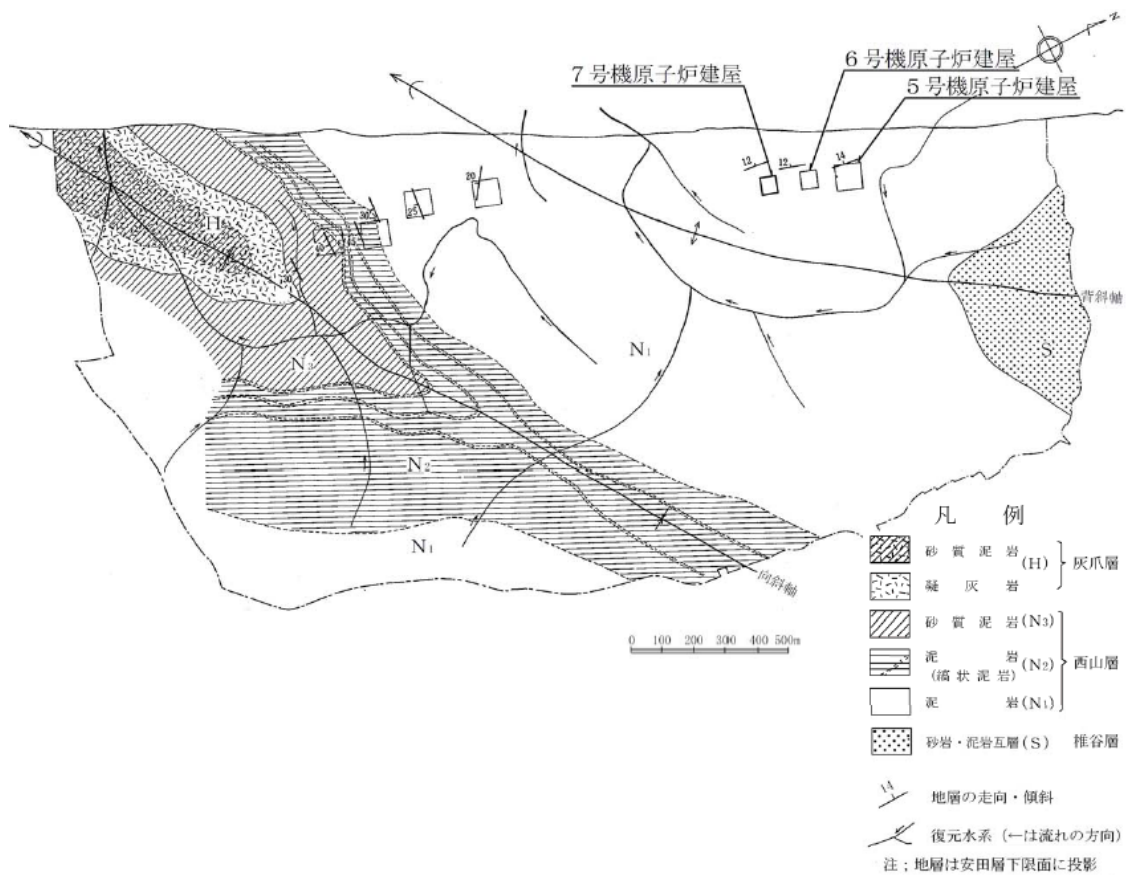 N
6号機原子炉建屋
7号機原子炉建屋
5号機原子炉建屋
12
12
14
20
25
30
H
30
N₁
背斜軸
S
N₃
N₂
N₁
向斜軸
0 100 200 300 400 500m
凡 例
砂質泥岩 (H) 灰爪層
凝灰岩
砂質泥岩(N₃)
泥岩 (N₂) 西山層
(縞状泥岩)
泥岩(N₁)
砂岩・泥岩互層(S) 椎谷層
14
地層の走向・傾斜
復元水系 (←は流れの方向)
注;地層は安田層下限面に投影